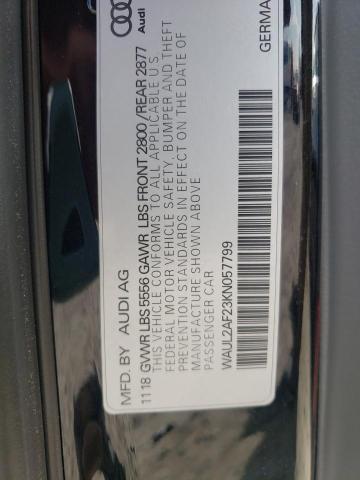 MFD. BY AUDI AG
Audi
GERMA
1118 GVWR LBS 5556 GAWR LBS FRONT 2800 /REAR 2877
THIS VEHICLE CONFORMS TO ALL APPLICABLE U.S.
FEDERAL MOTOR VEHICLE SAFETY, BUMPER AND THEFT
PREVENTION STANDARDS IN EFFECT ON THE DATE OF
MANUFACTURE SHOWN ABOVE
PASSENGER CAR
WAUL2AF23KN057799